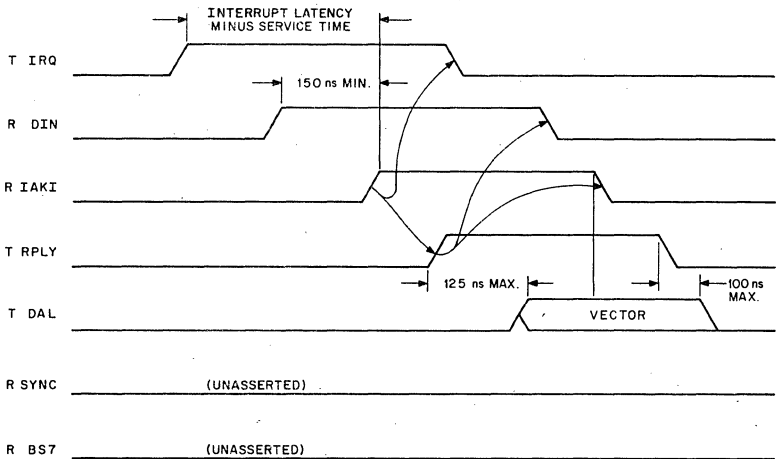 INTERRUPT LATENCY
MINUS SERVICE TIME
T IRQ
150 ns MIN.
R DIN
R IAKI
T RPLY
125 ns MAX.
100 ns
MAX.
T DAL
VECTOR
R SYNC
(UNASSERTED)
R BS7
(UNASSERTED)